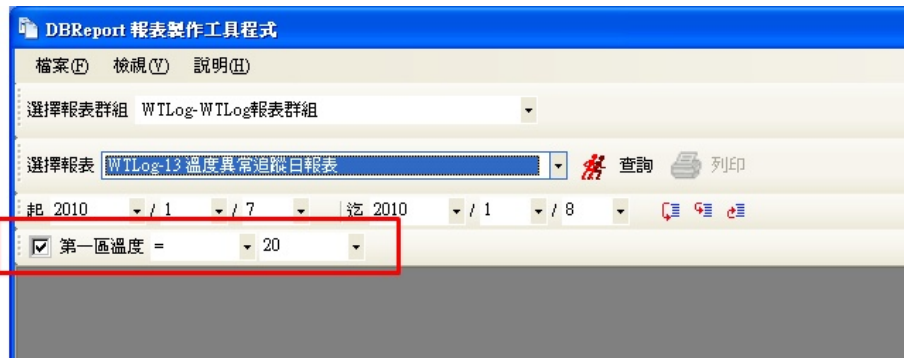 DBReport 報表製作工具程式
檔案(F) 檢視(V) 說明(H)
選擇報表群組 WTLog-WTLog報表群組
選擇報表 WTLog-13 溫度異常追蹤日報表 查詢 列印
起 2010 / 1 / 7 迄 2010 / 1 / 8
第一區溫度 = 20